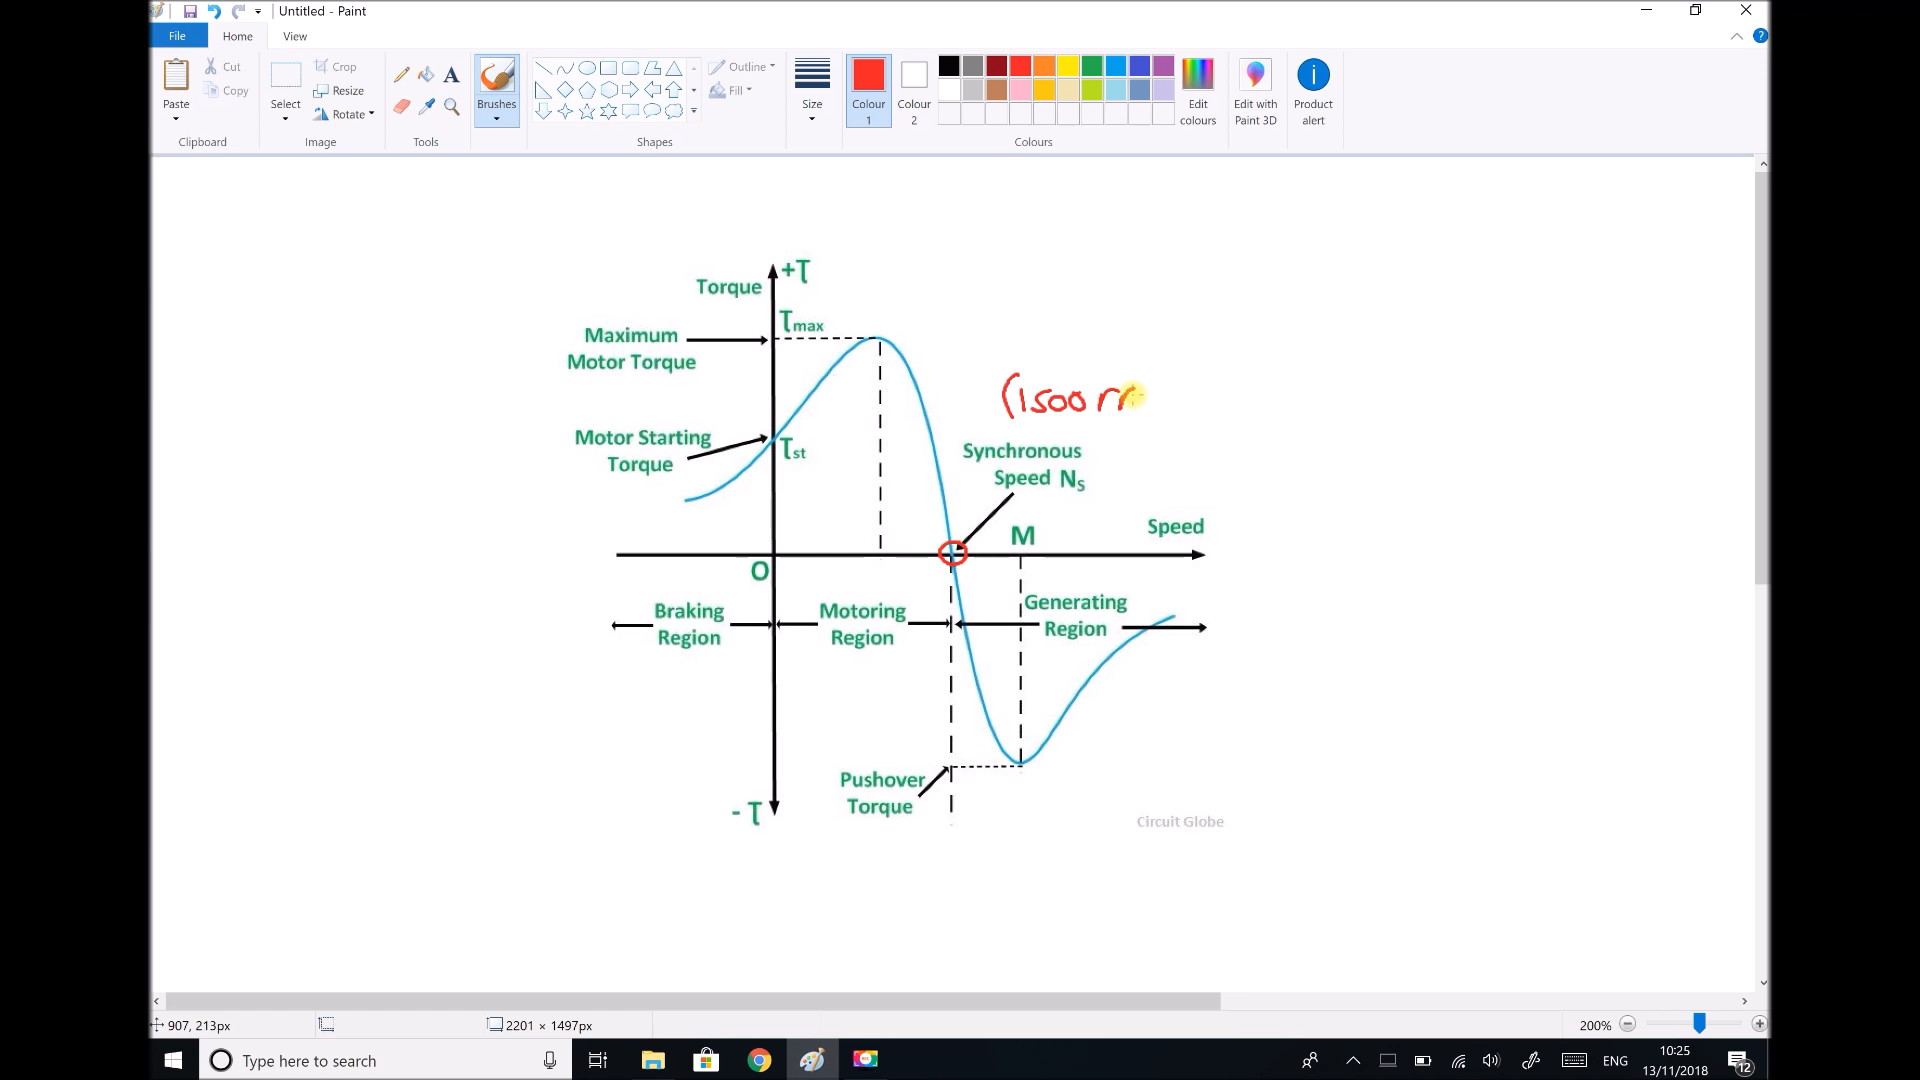 Untitled - Paint
File Home View
Paste
Cut
Copy
Clipboard
Select
Crop
Resize
Rotate
Image
Tools
Brushes
Outline
Fill
Shapes
Size
Colour 1
Colour 2
Edit colours
Colours
Edit with Paint 3D
Product alert
+τ
Torque
τmax
Maximum
Motor Torque
(1500 r
Motor Starting
Torque
τst
Synchronous
Speed Ns
M
Speed
O
Braking
Region
Motoring
Region
Generating
Region
Pushover
Torque
- τ
Circuit Globe
907, 213px
2201 × 1497px
200%
Type here to search
ENG
10:25
13/11/2018
12